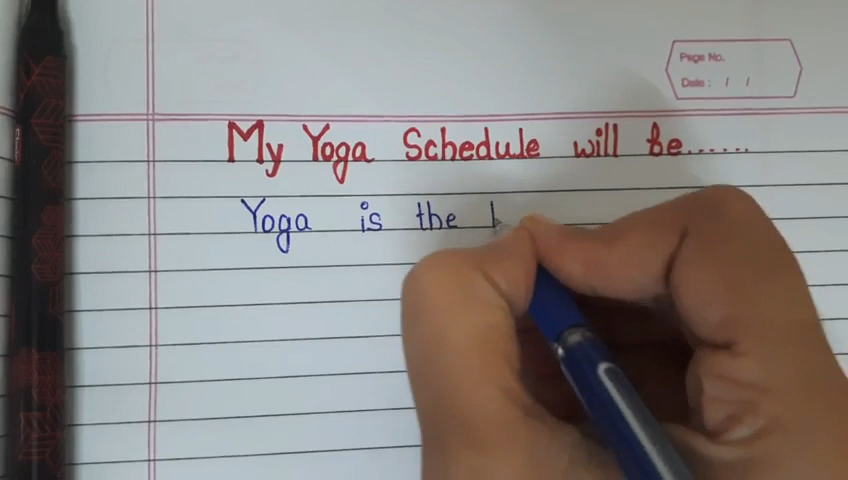 Page No.
Date: / /
My Yoga Schedule will be......
Yoga is the